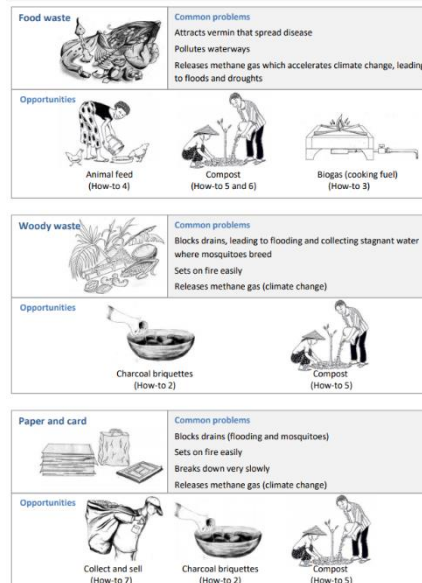 Food waste
Common problems
Attracts vermin that spread disease
Pollutes waterways
Releases methane gas which accelerates climate change, leading
to floods and droughts
Opportunities
Animal feed
(How-to 4)
Compost
(How-to 5 and 6)
Biogas (cooking fuel)
(How-to 3)
Woody waste
Common problems
Blocks drains, leading to flooding and collecting stagnant water
where mosquitoes breed
Sets on fire easily
Releases methane gas (climate change)
Opportunities
Charcoal briquettes
(How-to 2)
Compost
(How-to 5)
Paper and card
Common problems
Blocks drains (flooding and mosquitoes)
Sets on fire easily
Breaks down very slowly
Releases methane gas (climate change)
Opportunities
Collect and sell
(How-to 7)
Charcoal briquettes
(How-to 2)
Compost
(How-to 5)